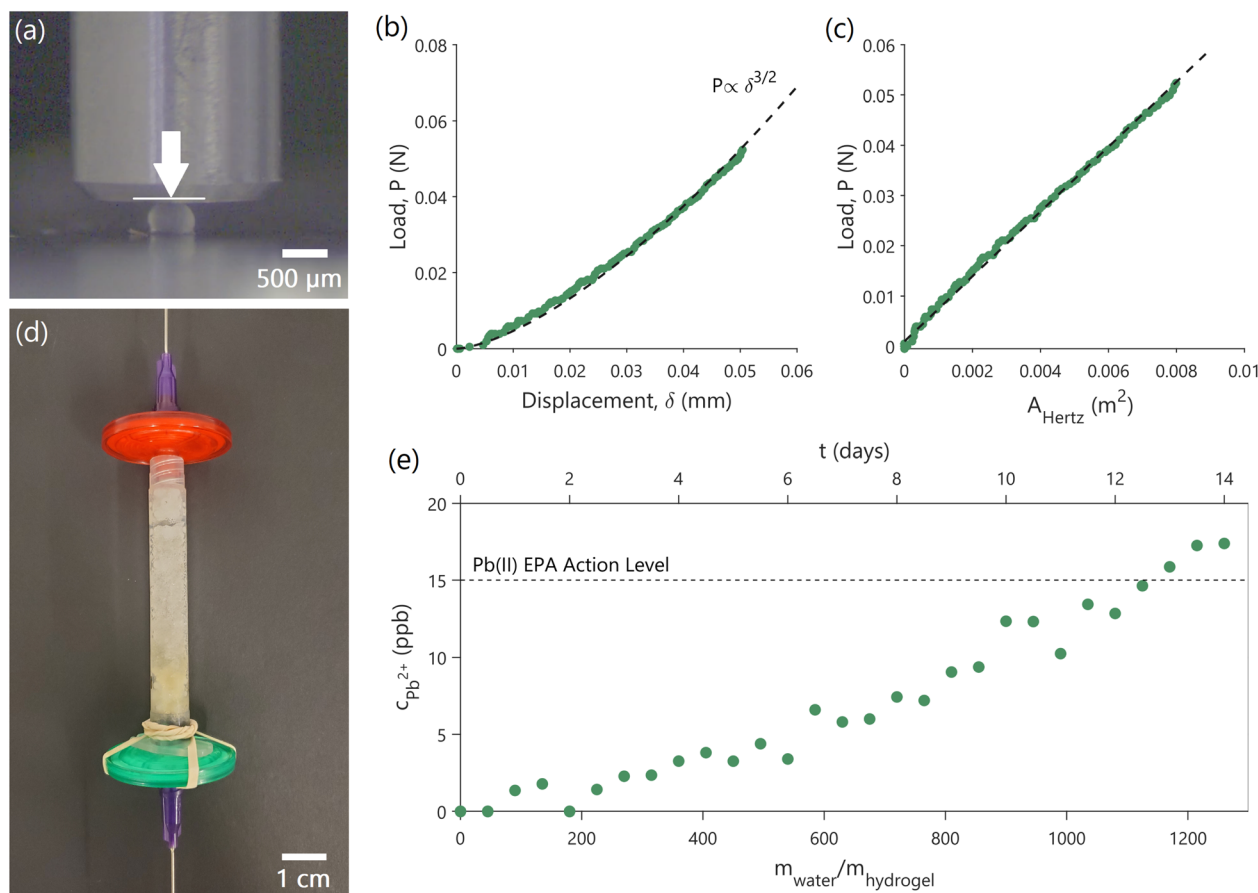 (a)
500 μm
(b)
0.08
0.06
0.04
0.02
0
Load, P (N)
P∝ δ^3/2
0 0.01 0.02 0.03 0.04 0.05 0.06
Displacement, δ (mm)
(c)
0.06
0.05
0.04
0.03
0.02
0.01
0
Load, P (N)
0 0.002 0.004 0.006 0.008 0.01
A_Hertz (m^2)
(d)
1 cm
(e)
t (days)
0 2 4 6 8 10 12 14
20
15
10
5
0
c_Pb^2+ (ppb)
Pb(II) EPA Action Level
0 200 400 600 800 1000 1200
m_water/m_hydrogel